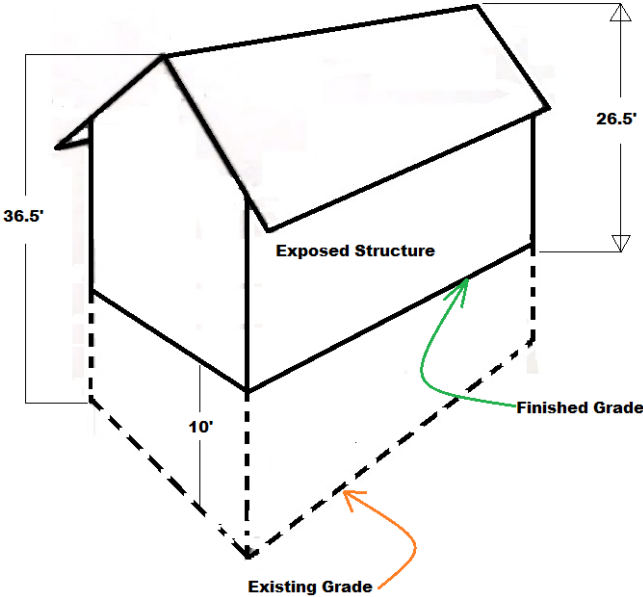 26.5'
36.5'
Exposed Structure
Finished Grade
10'
Existing Grade